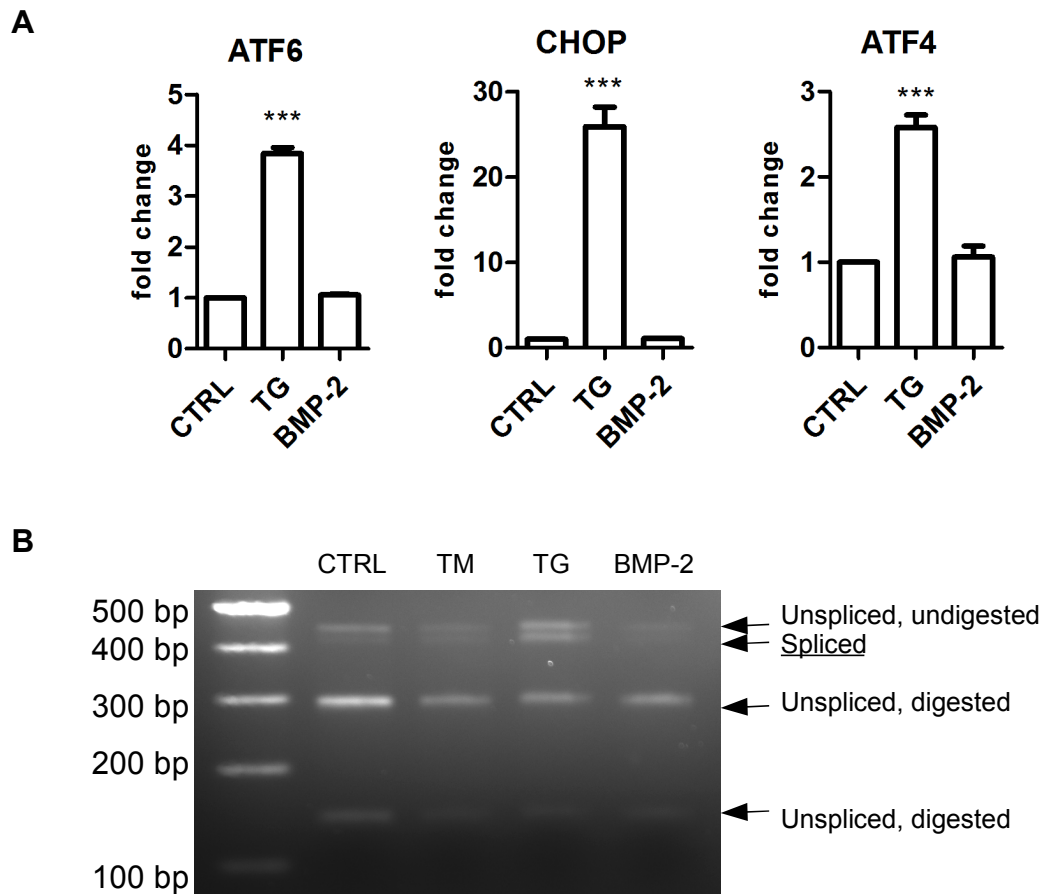 A
ATF6
fold change
5
4
3
2
1
0
***
CTRL
TG
BMP-2
CHOP
fold change
30
20
10
0
***
CTRL
TG
BMP-2
ATF4
fold change
3
2
1
0
***
CTRL
TG
BMP-2
B
CTRL TM TG BMP-2
500 bp
400 bp
300 bp
200 bp
100 bp
Unspliced, undigested
Spliced
Unspliced, digested
Unspliced, digested